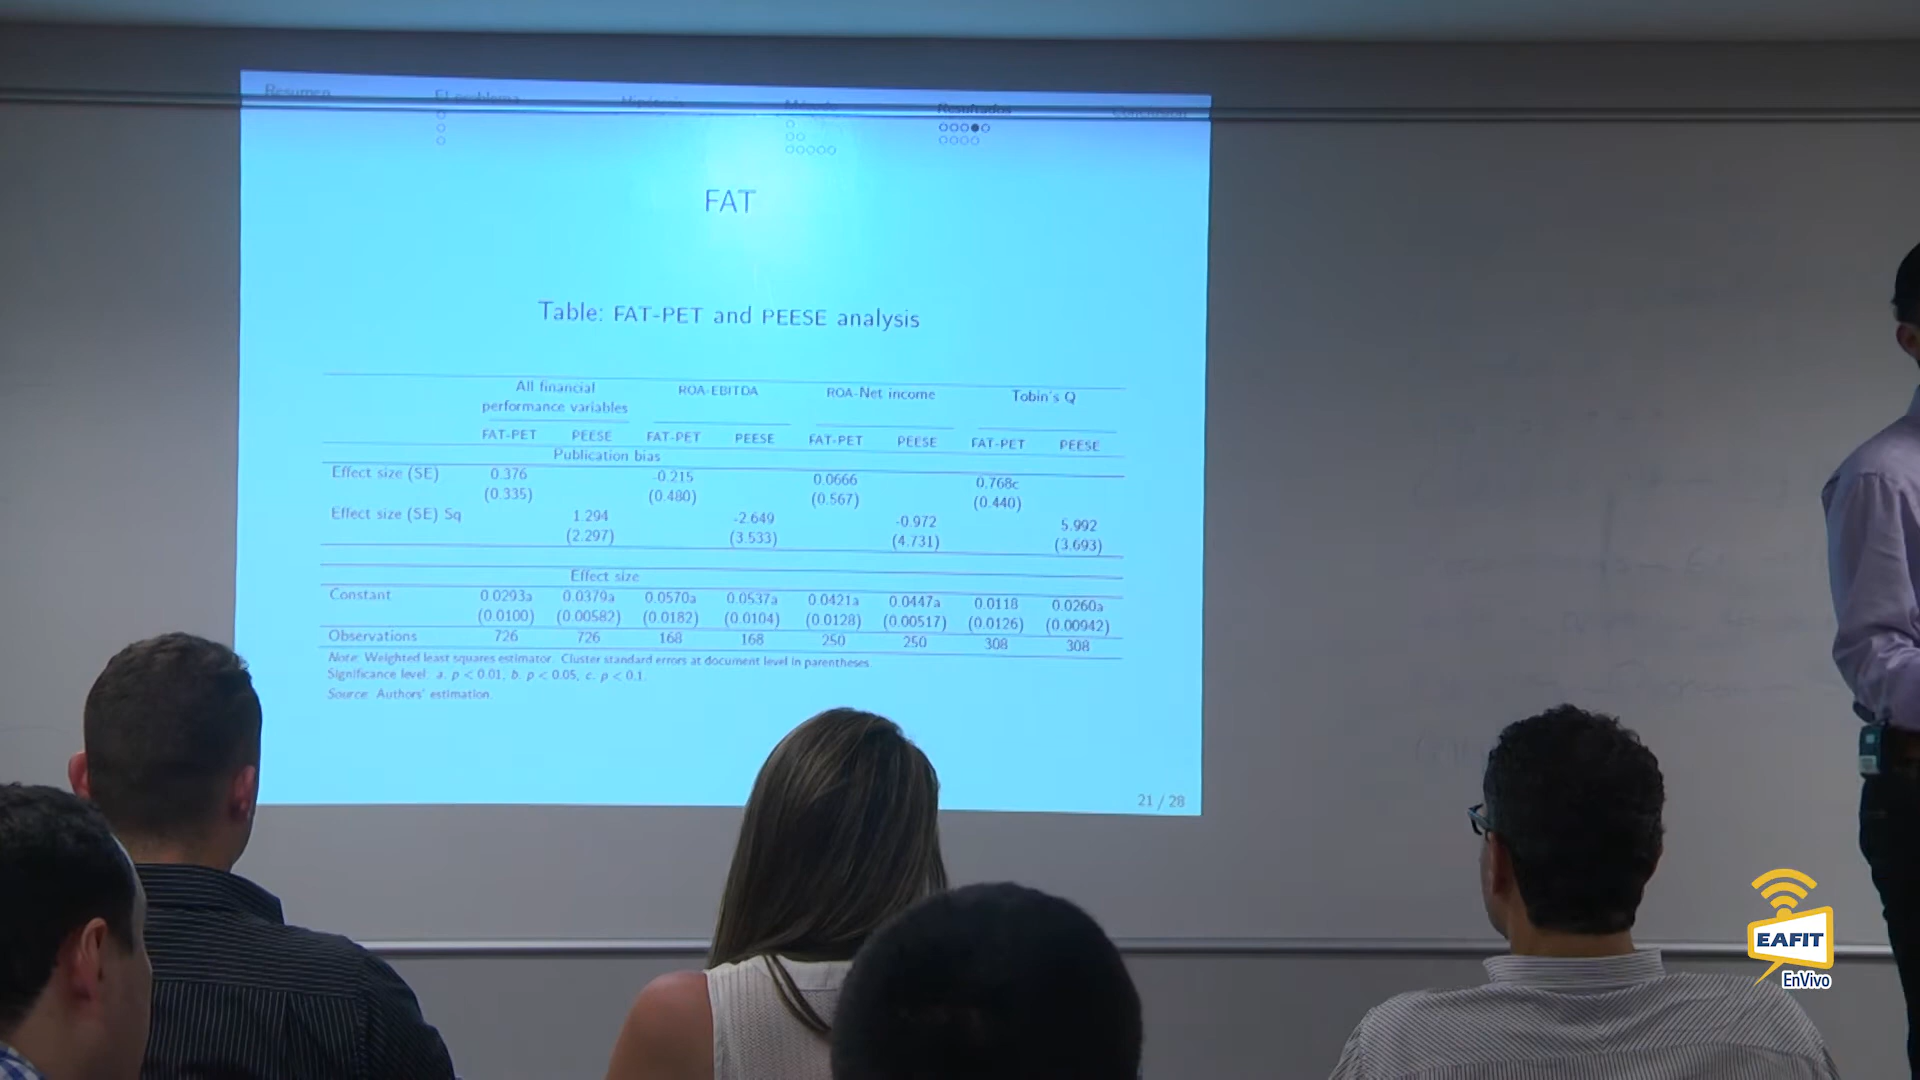 Resumen El problema Hipótesis Método Resultados Conclusión
FAT
Table: FAT-PET and PEESE analysis
All financial performance variables ROA-EBITDA ROA-Net income Tobin's Q
FAT-PET PEESE FAT-PET PEESE FAT-PET PEESE FAT-PET PEESE
Publication bias
Effect size (SE) 0.376 -0.215 0.0666 0.768c
(0.335) (0.480) (0.567) (0.440)
Effect size (SE) Sq 1.294 -2.649 -0.972 5.992
(2.297) (3.533) (4.731) (3.693)
Effect size
Constant 0.0293a 0.0379a 0.0570a 0.0537a 0.0421a 0.0447a 0.0118 0.0260a
(0.0100) (0.00582) (0.0182) (0.0104) (0.0128) (0.00517) (0.0126) (0.00942)
Observations 726 726 168 168 250 250 308 308
Note: Weighted least squares estimator. Cluster standard errors at document level in parentheses.
Significance level: a. p < 0.01, b. p < 0.05, c. p < 0.1.
Source: Authors' estimation
21 / 28
EAFIT
EnVivo